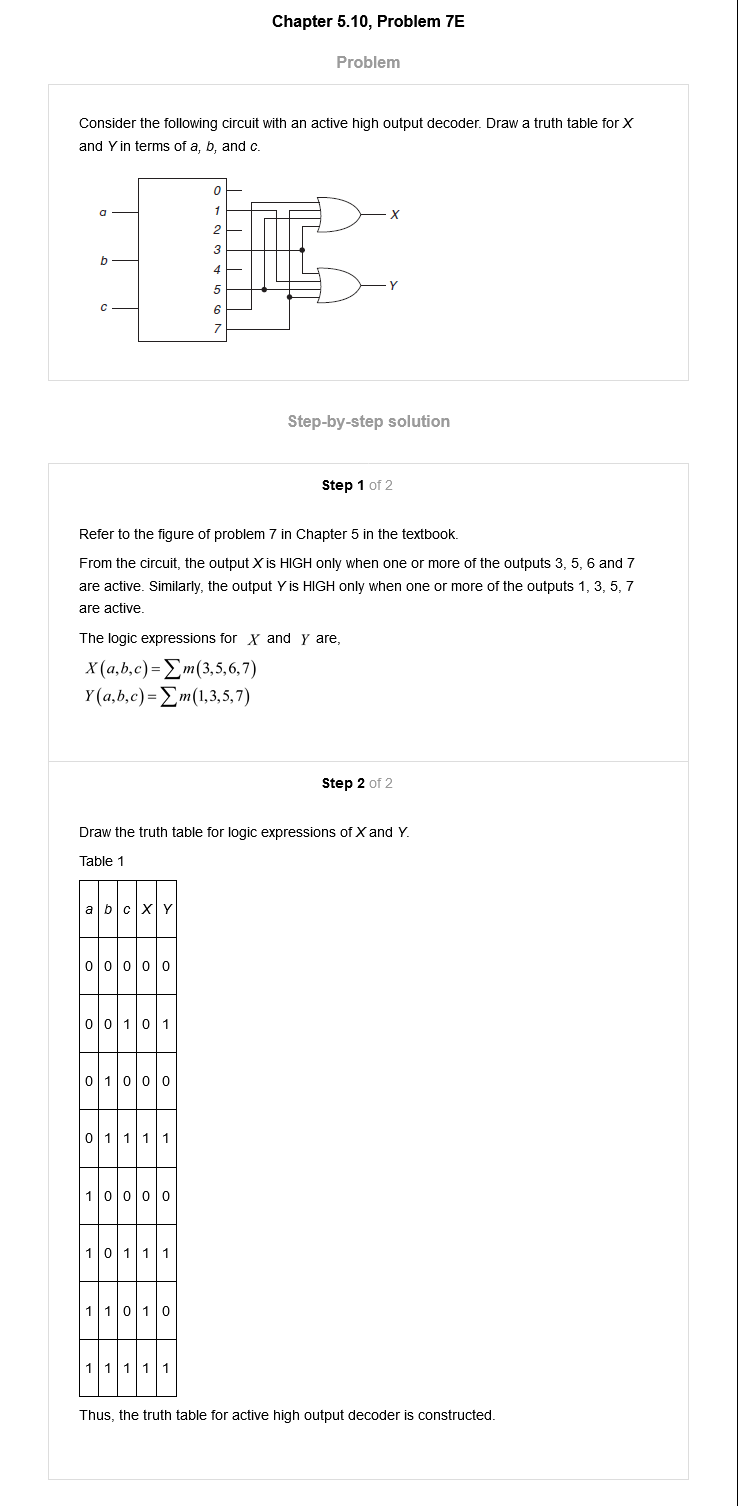 Chapter 5.10, Problem 7E
Problem
Consider the following circuit with an active high output decoder. Draw a truth table for X
and Y in terms of a, b, and c.
0
a
1
X
2
3
b
4
5
Y
c
6
7
Step-by-step solution
Step 1 of 2
Refer to the figure of problem 7 in Chapter 5 in the textbook.
From the circuit, the output X is HIGH only when one or more of the outputs 3, 5, 6 and 7
are active. Similarly, the output Y is HIGH only when one or more of the outputs 1, 3, 5, 7
are active.
The logic expressions for X and Y are,
X(a,b,c)=∑m(3,5,6,7)
Y(a,b,c)=∑m(1,3,5,7)
Step 2 of 2
Draw the truth table for logic expressions of X and Y.
Table 1
a b c X Y
0 0 0 0 0
0 0 1 0 1
0 1 0 0 0
0 1 1 1 1
1 0 0 0 0
1 0 1 1 1
1 1 0 1 0
1 1 1 1 1
Thus, the truth table for active high output decoder is constructed.